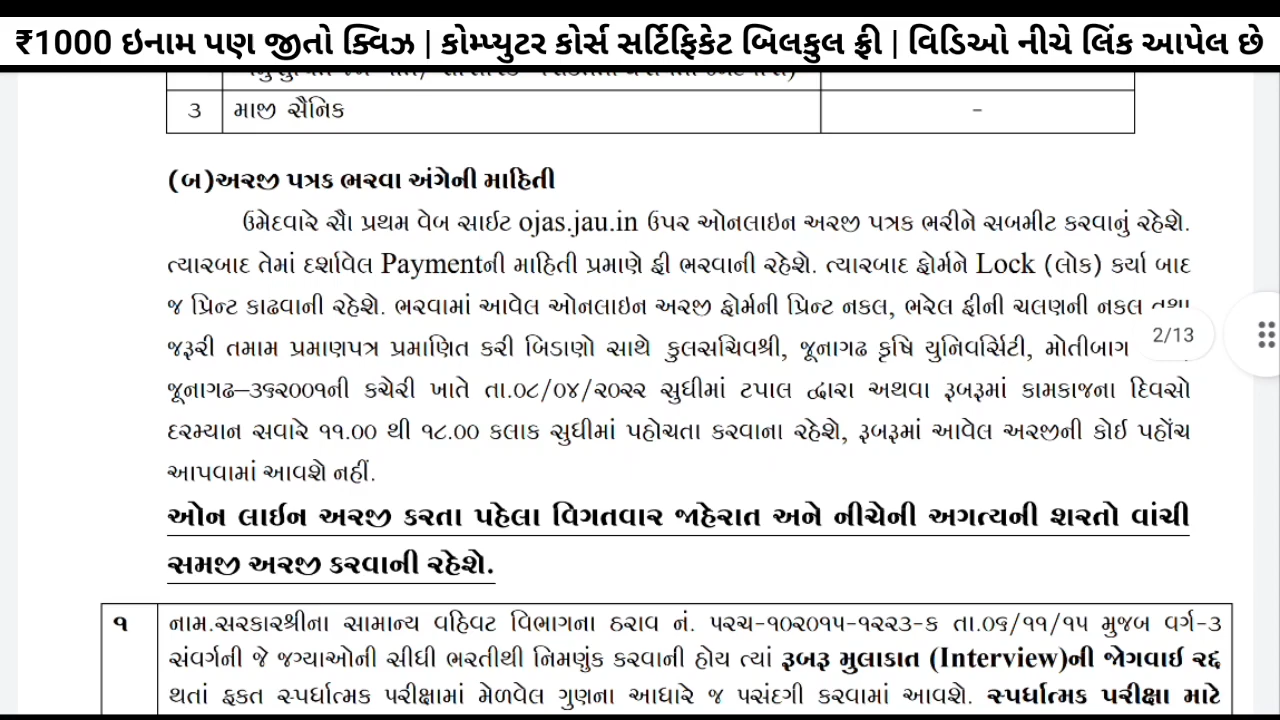 ₹1000 ઇનામ પણ જીતો ક્વિઝ | કોમ્પ્યુટર કોર્સ સર્ટિફિકેટ બિલકુલ ફ્રી | વિડિઓ નીચે લિંક આપેલ છે
૩ માજી સૈનિક -
(બ)અરજી પત્રક ભરવા અંગેની માહિતી
ઉમેદવારે સૌ પ્રથમ વેબ સાઈટ ojas.jau.in ઉપર ઓનલાઇન અરજી પત્રક ભરીને સબમીટ કરવાનું રહેશે.
ત્યારબાદ તેમાં દર્શાવેલ Paymentની માહિતી પ્રમાણે ફી ભરવાની રહેશે. ત્યારબાદ ફોર્મને Lock (લોક) કર્યા બાદ
જ પ્રિન્ટ કાઢવાની રહેશે. ભરવામાં આવેલ ઓનલાઇન અરજી ફોર્મની પ્રિન્ટ નકલ, ભરેલ ફીની ચલણની નકલ તથા
જરૂરી તમામ પ્રમાણપત્ર પ્રમાણિત કરી બિડાણો સાથે કુલસચિવશ્રી, જૂનાગઢ કૃષિ યુનિવર્સિટી, મોતીબાગ 2/13
જૂનાગઢ–૩૬૨૦૦૧ની કચેરી ખાતે તા.૦૮/૦૪/૨૦૨૨ સુધીમાં ટપાલ દ્વારા અથવા રૂબરૂમાં કામકાજના દિવસો
દરમ્યાન સવારે ૧૧.૦૦ થી ૧૮.૦૦ કલાક સુધીમાં પહોચતા કરવાના રહેશે, રૂબરૂમાં આવેલ અરજીની કોઈ પહોંચ
આપવામાં આવશે નહીં.
ઓન લાઇન અરજી કરતા પહેલા વિગતવાર જાહેરાત અને નીચેની અગત્યની શરતો વાંચી
સમજી અરજી કરવાની રહેશે.
૧ નામ.સરકારશ્રીના સામાન્ય વહિવટ વિભાગના ઠરાવ નં. પરચ-૧૦૨૦૧૫-૧૨૨૩-ક તા.૦૬/૧૧/૧૫ મુજબ વર્ગ-૩
સંવર્ગની જે જગ્યાઓની સીધી ભરતીથી નિમણુંક કરવાની હોય ત્યાં રૂબરૂ મુલાકાત (Interview)ની જોગવાઈ રદ્દ
થતાં ફકત સ્પર્ધાત્મક પરીક્ષામાં મેળવેલ ગુણના આધારે જ પસંદગી કરવામાં આવશે. સ્પર્ધાત્મક પરીક્ષા માટે